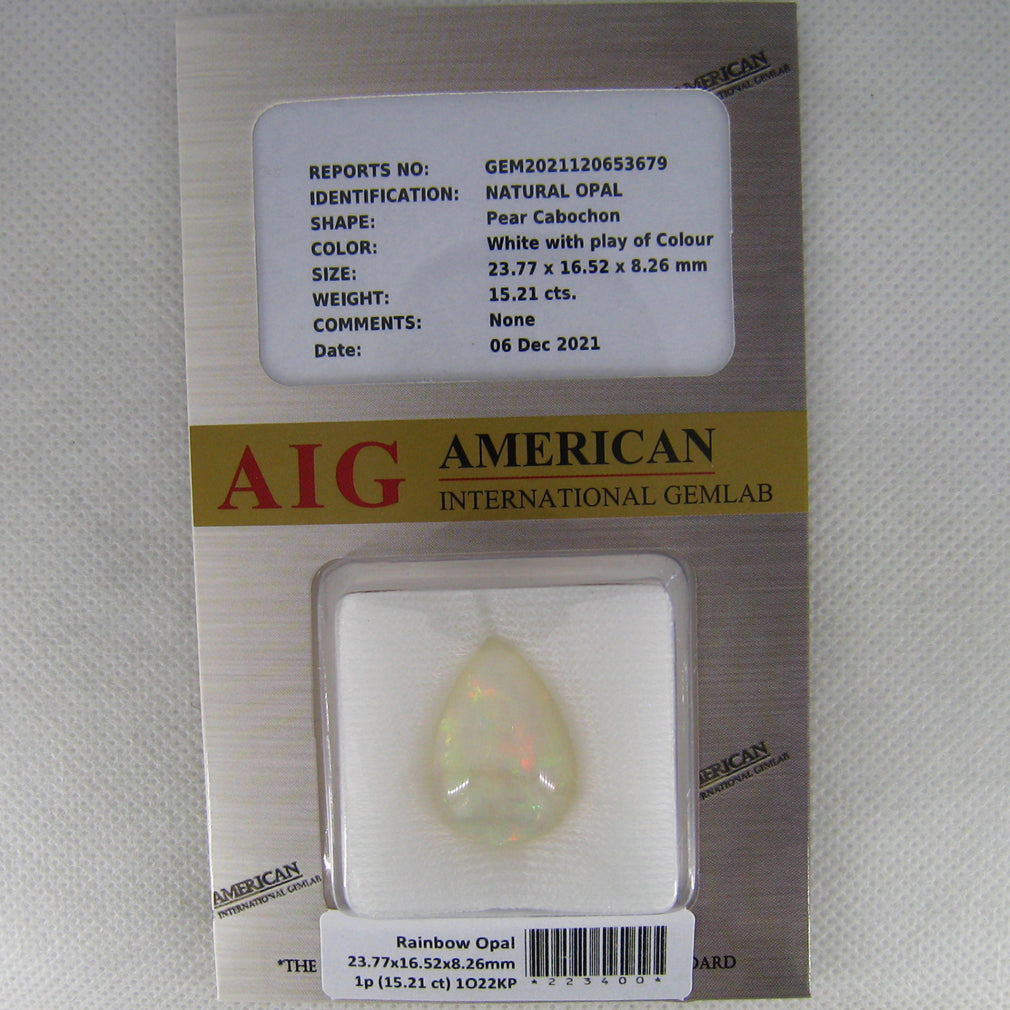 AMERICAN
REPORTS NO: GEM2021120653679
IDENTIFICATION: NATURAL OPAL
SHAPE: Pear Cabochon
COLOR: White with play of Colour
SIZE: 23.77 x 16.52 x 8.26 mm
WEIGHT: 15.21 cts.
COMMENTS: None
Date: 06 Dec 2021
AIG AMERICAN
INTERNATIONAL GEMLAB
AMERICAN
INTERNATIONAL GEMLAB
Rainbow Opal
*THE 23.77x16.52x8.26mm
1p (15.21 ct) 1O22KP *223400*